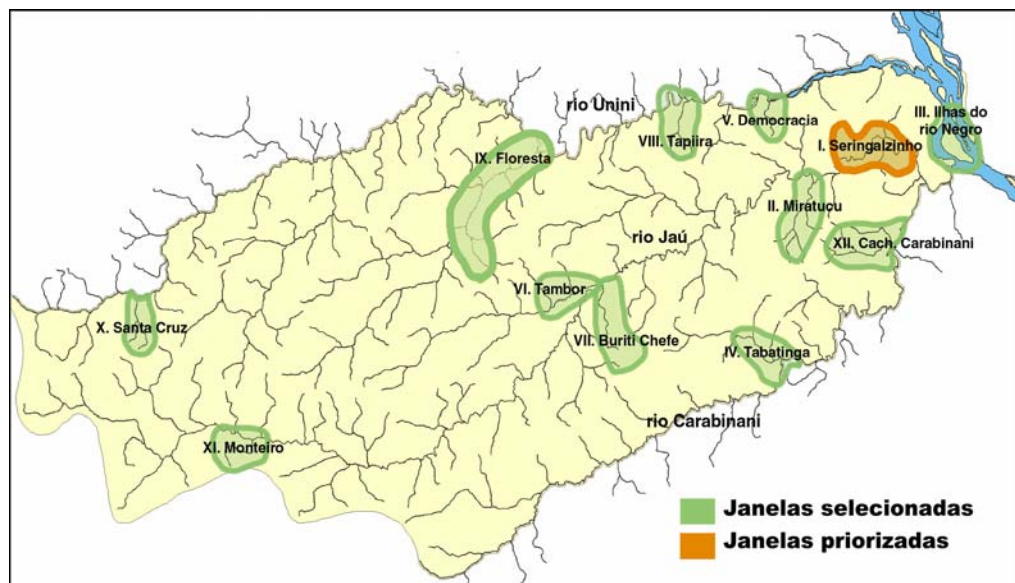 rio Unini
III. Ilhas do
rio Negro
V. Democracia
VIII. Tapiira
I. Seringalzinho
IX. Floresta
II. Miratucu
rio Jaú
XII. Cach. Carabinani
VI. Tambor
X. Santa Cruz
VII. Buriti Chefe
IV. Tabatinga
rio Carabinani
XI. Monteiro
Janelas selecionadas
Janelas priorizadas